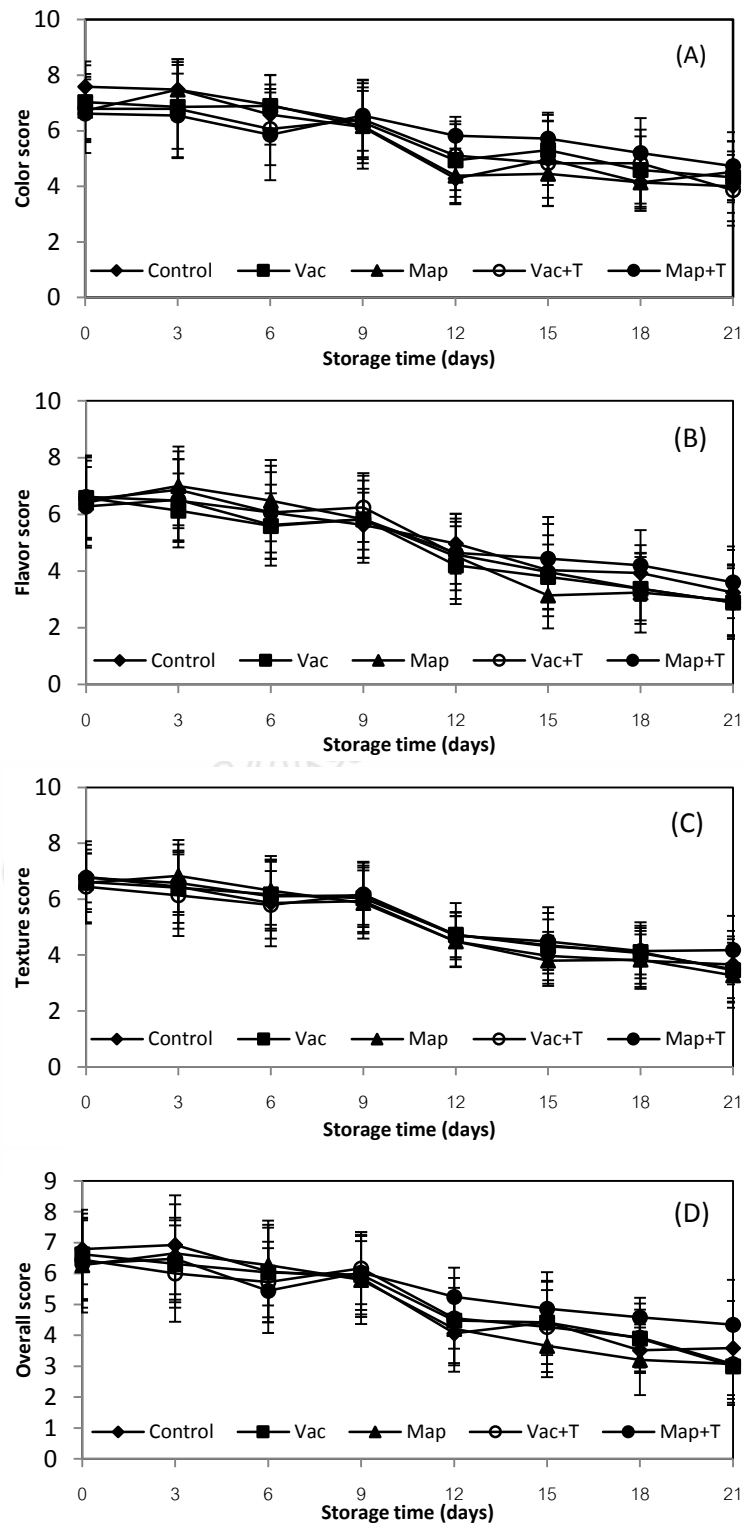 (A)
Color score
10
8
6
4
2
0
Control Vac Map Vac+T Map+T
0 3 6 9 12 15 18 21
Storage time (days)
(B)
Flavor score
10
8
6
4
2
0
Control Vac Map Vac+T Map+T
0 3 6 9 12 15 18 21
Storage time (days)
(C)
Texture score
10
8
6
4
2
0
Control Vac Map Vac+T Map+T
0 3 6 9 12 15 18 21
Storage time (days)
(D)
Overall score
9
8
7
6
5
4
3
2
1
0
Control Vac Map Vac+T Map+T
0 3 6 9 12 15 18 21
Storage time (days)